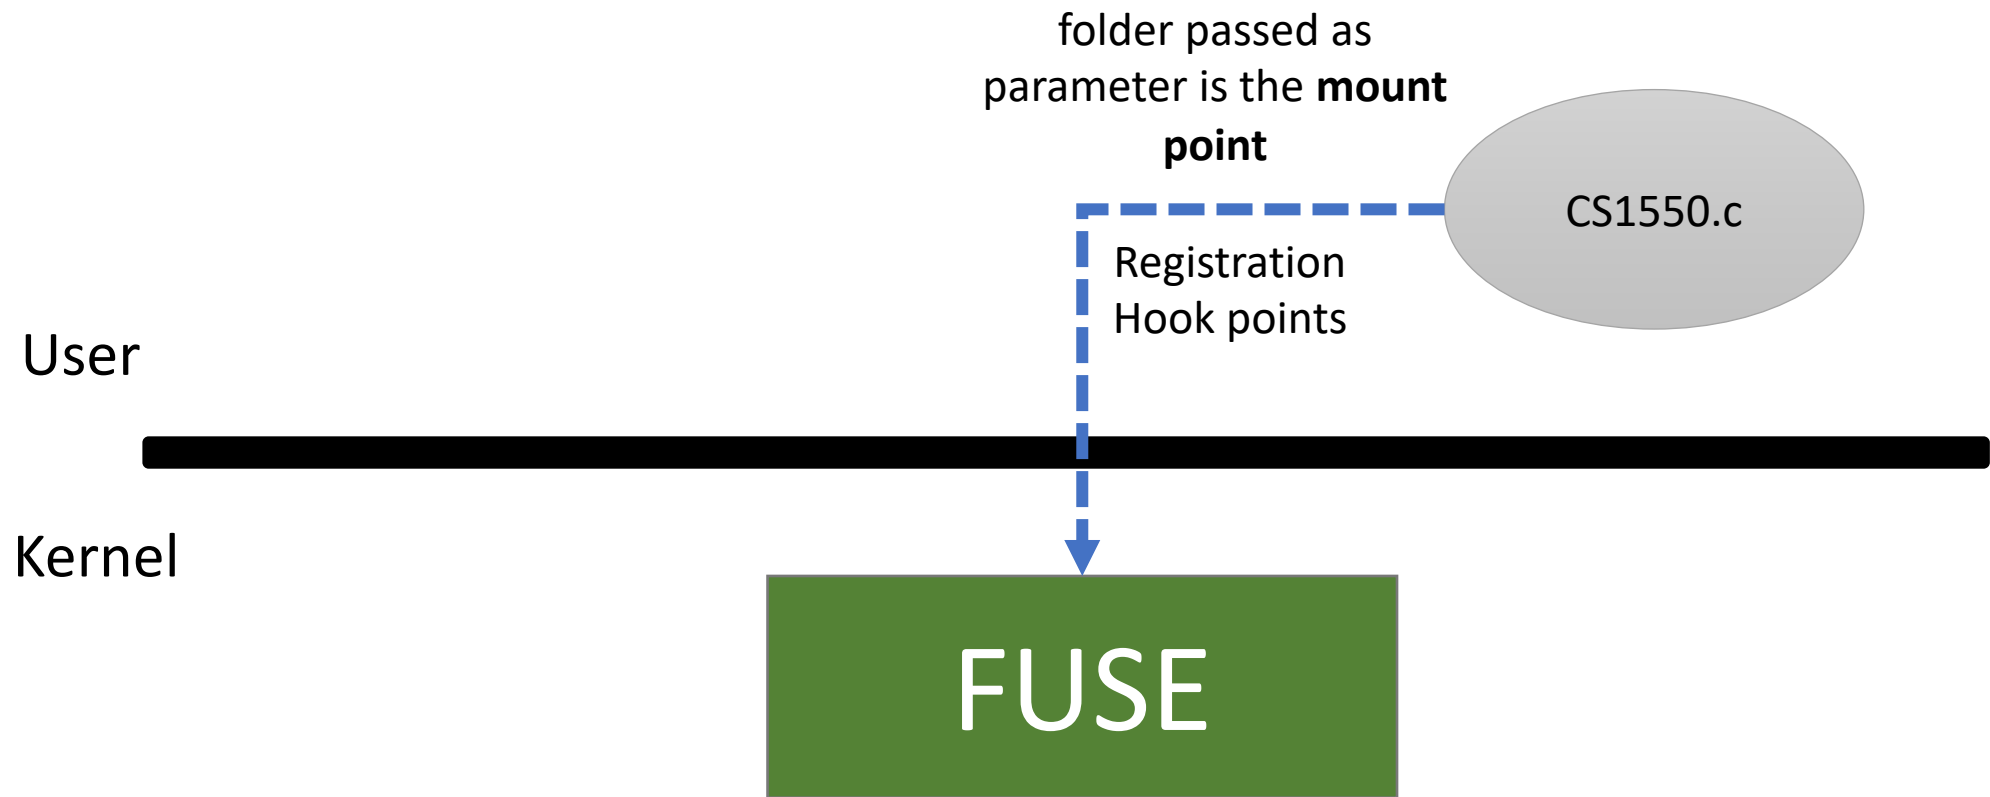 folder passed as
parameter is the mount
point
CS1550.c
Registration
Hook points
User
Kernel
FUSE